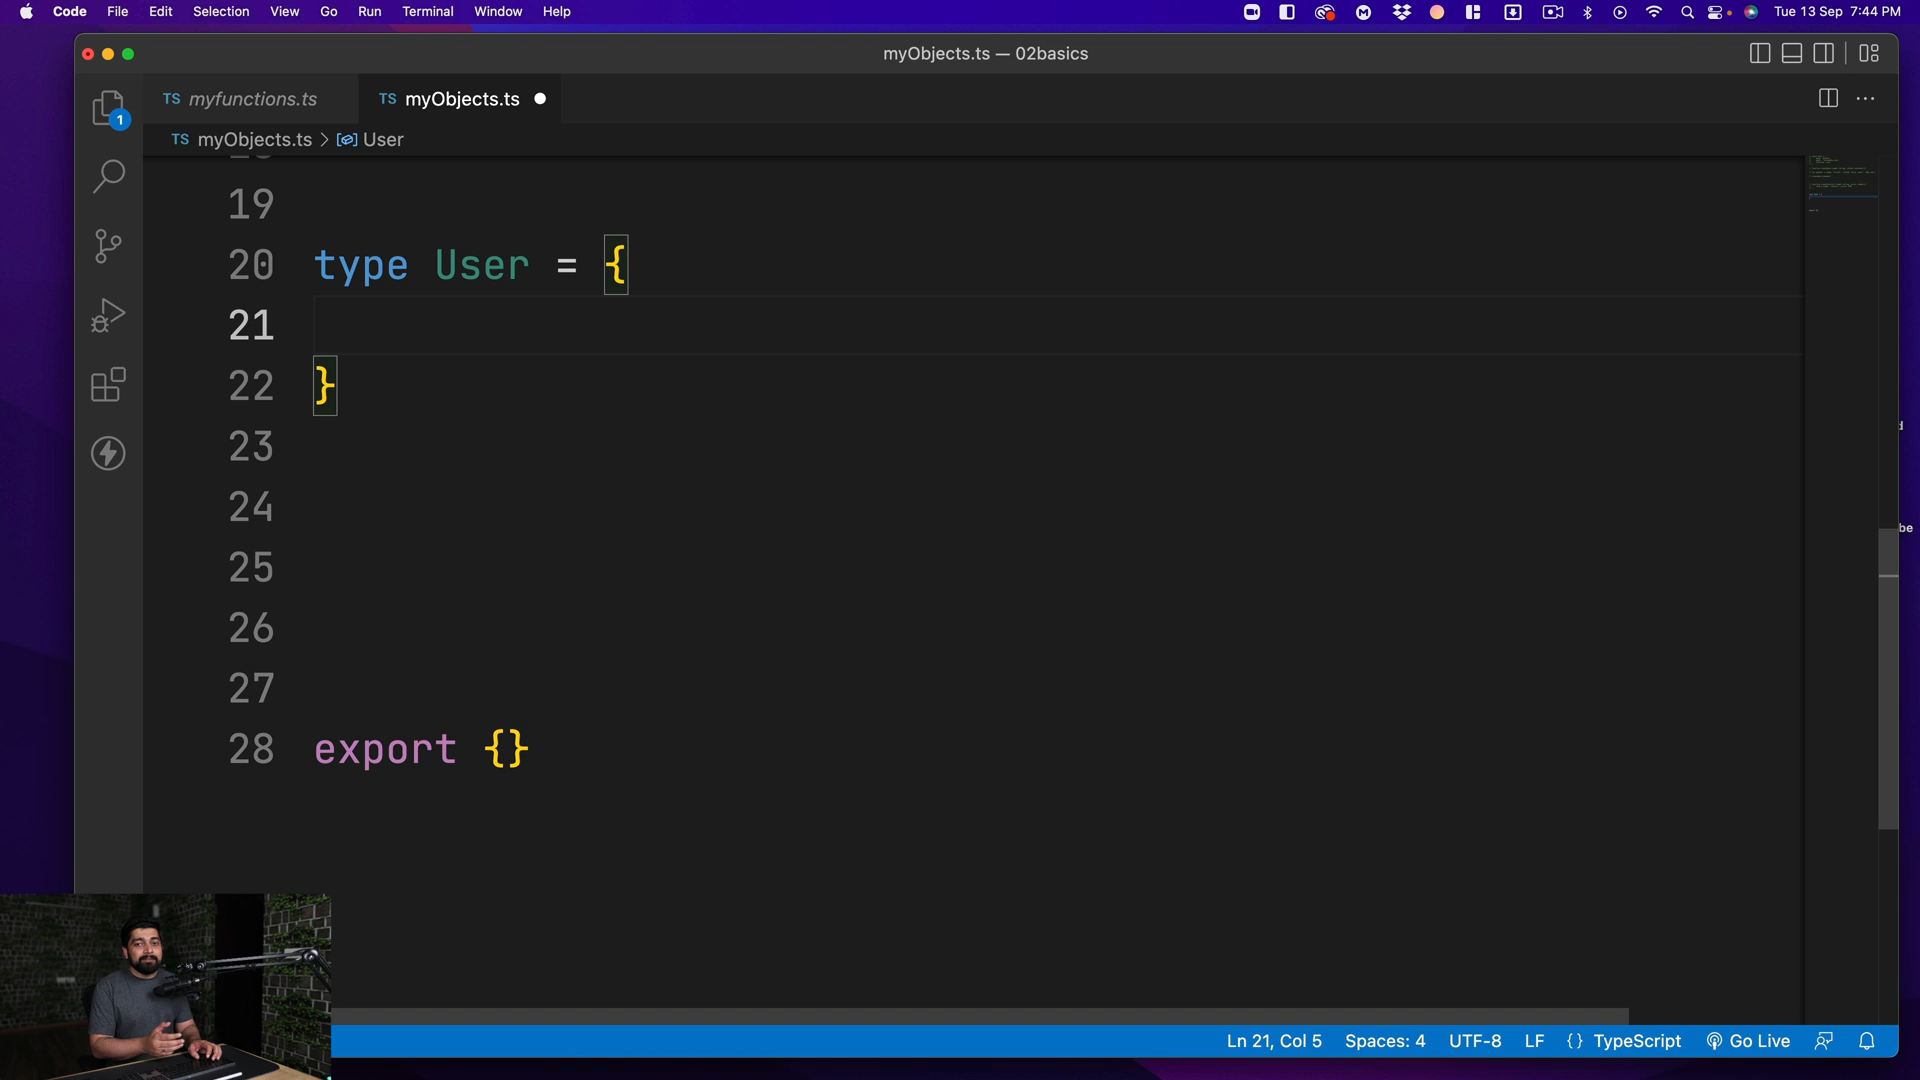 Code File Edit Selection View Go Run Terminal Window Help Tue 13 Sep 7:44 PM
myObjects.ts — 02basics
TS myfunctions.ts TS myObjects.ts
1
TS myObjects.ts > User
19
20 type User = {
21
22 }
23
24
25
26
27
28 export {}
be
Ln 21, Col 5 Spaces: 4 UTF-8 LF {} TypeScript Go Live